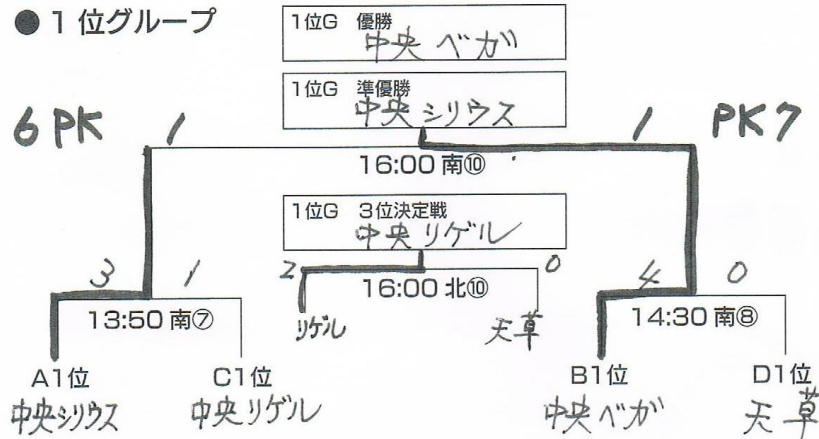 ●1位グループ
1位G 優勝
中央ベガ
1位G 準優勝
中央シリウス
6 PK 1
1 PK 7
16:00 南⑩
1位G 3位決定戦
中央リゲル
3 1
2 0
4 0
13:50 南⑦
16:00 北⑩
14:30 南⑧
リゲル 天草
A1位 C1位 B1位 D1位
中央シリウス 中央リゲル 中央ベガ 天草